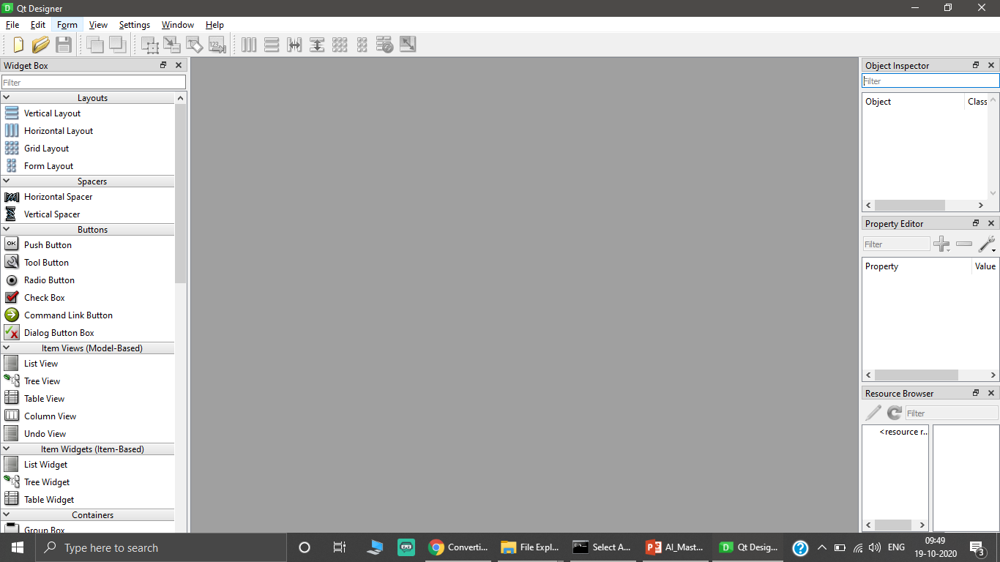 Qt Designer
File Edit Form View Settings Window Help
Widget Box
Filter
Layouts
Vertical Layout
Horizontal Layout
Grid Layout
Form Layout
Spacers
Horizontal Spacer
Vertical Spacer
Buttons
OK Push Button
Tool Button
Radio Button
Check Box
Command Link Button
Dialog Button Box
Item Views (Model-Based)
List View
Tree View
Table View
Column View
Undo View
Item Widgets (Item-Based)
List Widget
Tree Widget
Table Widget
Containers
Group Box
Object Inspector
Filter
Object Class
Property Editor
Filter
Property Value
Resource Browser
Filter
<resource r...
Type here to search
Converti...
File Expl...
Select A...
AI_Mast...
Qt Desig...
ENG
09:49
19-10-2020
3